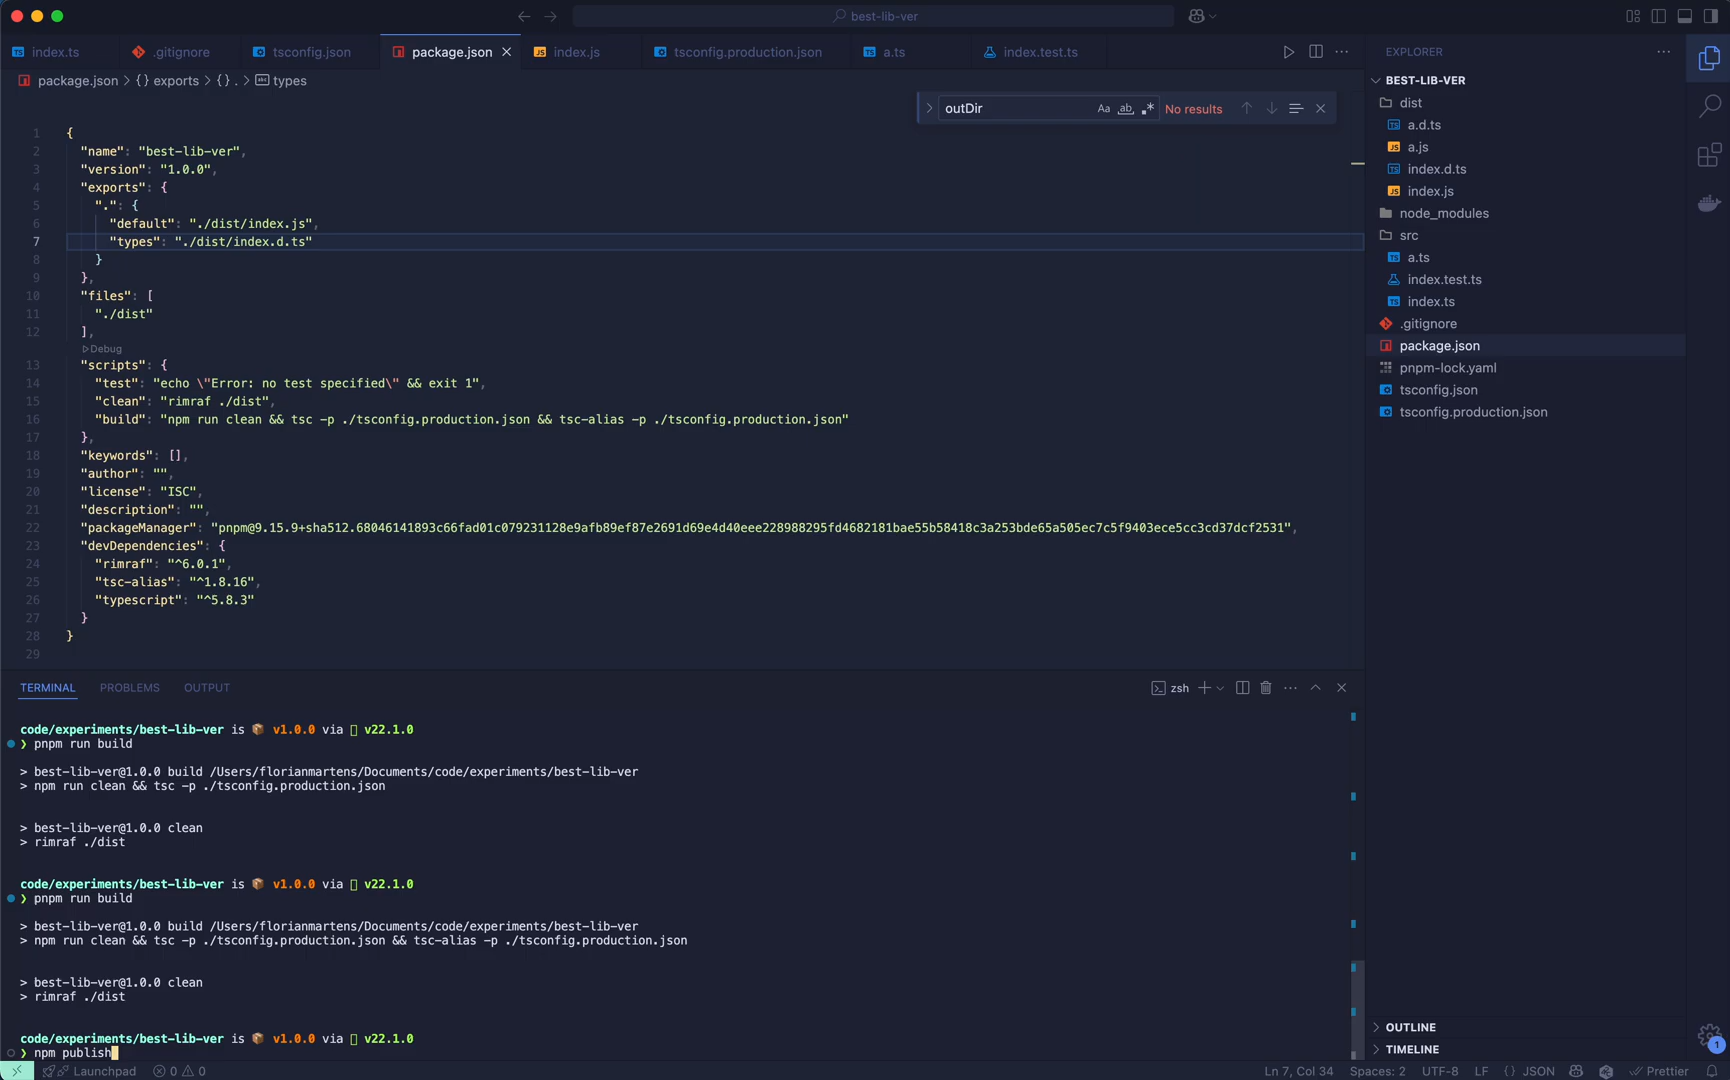 best-lib-ver
index.ts
.gitignore
tsconfig.json
package.json
index.js
tsconfig.production.json
a.ts
index.test.ts
package.json > {} exports > {} . > types
outDir
Aa ab .* No results
1 {
2 "name": "best-lib-ver",
3 "version": "1.0.0",
4 "exports": {
5 ".": {
6 "default": "./dist/index.js",
7 "types": "./dist/index.d.ts"
8 }
9 },
10 "files": [
11 "./dist"
12 ],
Debug
13 "scripts": {
14 "test": "echo \"Error: no test specified\" && exit 1",
15 "clean": "rimraf ./dist",
16 "build": "npm run clean && tsc -p ./tsconfig.production.json && tsc-alias -p ./tsconfig.production.json"
17 },
18 "keywords": [],
19 "author": "",
20 "license": "ISC",
21 "description": "",
22 "packageManager": "pnpm@9.15.9+sha512.68046141893c66fad01c079231128e9afb89ef87e2691d69e4d40eee228988295fd4682181bae55b58418c3a253bde65a505ec7c5f9403ece5cc3cd37dcf2531",
23 "devDependencies": {
24 "rimraf": "^6.0.1",
25 "tsc-alias": "^1.8.16",
26 "typescript": "^5.8.3"
27 }
28 }
29
TERMINAL PROBLEMS OUTPUT
zsh
code/experiments/best-lib-ver is 📦 v1.0.0 via v22.1.0
❯ pnpm run build
> best-lib-ver@1.0.0 build /Users/florianmartens/Documents/code/experiments/best-lib-ver
> npm run clean && tsc -p ./tsconfig.production.json
> best-lib-ver@1.0.0 clean
> rimraf ./dist
code/experiments/best-lib-ver is 📦 v1.0.0 via v22.1.0
❯ pnpm run build
> best-lib-ver@1.0.0 build /Users/florianmartens/Documents/code/experiments/best-lib-ver
> npm run clean && tsc -p ./tsconfig.production.json && tsc-alias -p ./tsconfig.production.json
> best-lib-ver@1.0.0 clean
> rimraf ./dist
code/experiments/best-lib-ver is 📦 v1.0.0 via v22.1.0
❯ npm publish
EXPLORER
BEST-LIB-VER
dist
a.d.ts
a.js
index.d.ts
index.js
node_modules
src
a.ts
index.test.ts
index.ts
.gitignore
package.json
pnpm-lock.yaml
tsconfig.json
tsconfig.production.json
OUTLINE
TIMELINE
1
Launchpad 0 0
Ln 7, Col 34 Spaces: 2 UTF-8 LF {} JSON Prettier